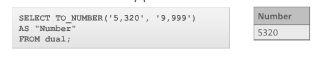 SELECT TO_NUMBER('5,320', '9,999')
AS "Number"
FROM dual;
Number
5320